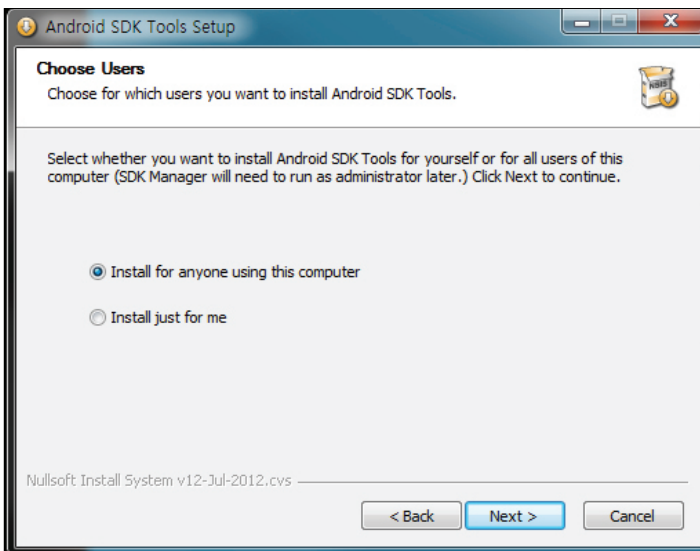 Android SDK Tools Setup
Choose Users
Choose for which users you want to install Android SDK Tools.
NSIS
Select whether you want to install Android SDK Tools for yourself or for all users of this
computer (SDK Manager will need to run as administrator later.) Click Next to continue.
Install for anyone using this computer
Install just for me
Nullsoft Install System v12-Jul-2012.cvs
< Back
Next >
Cancel